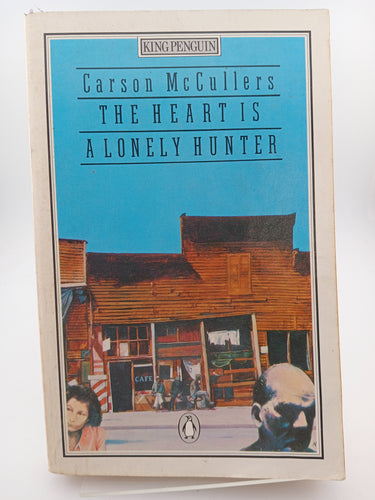 KING PENGUIN
Carson McCullers
THE HEART IS
A LONELY HUNTER
CAFE